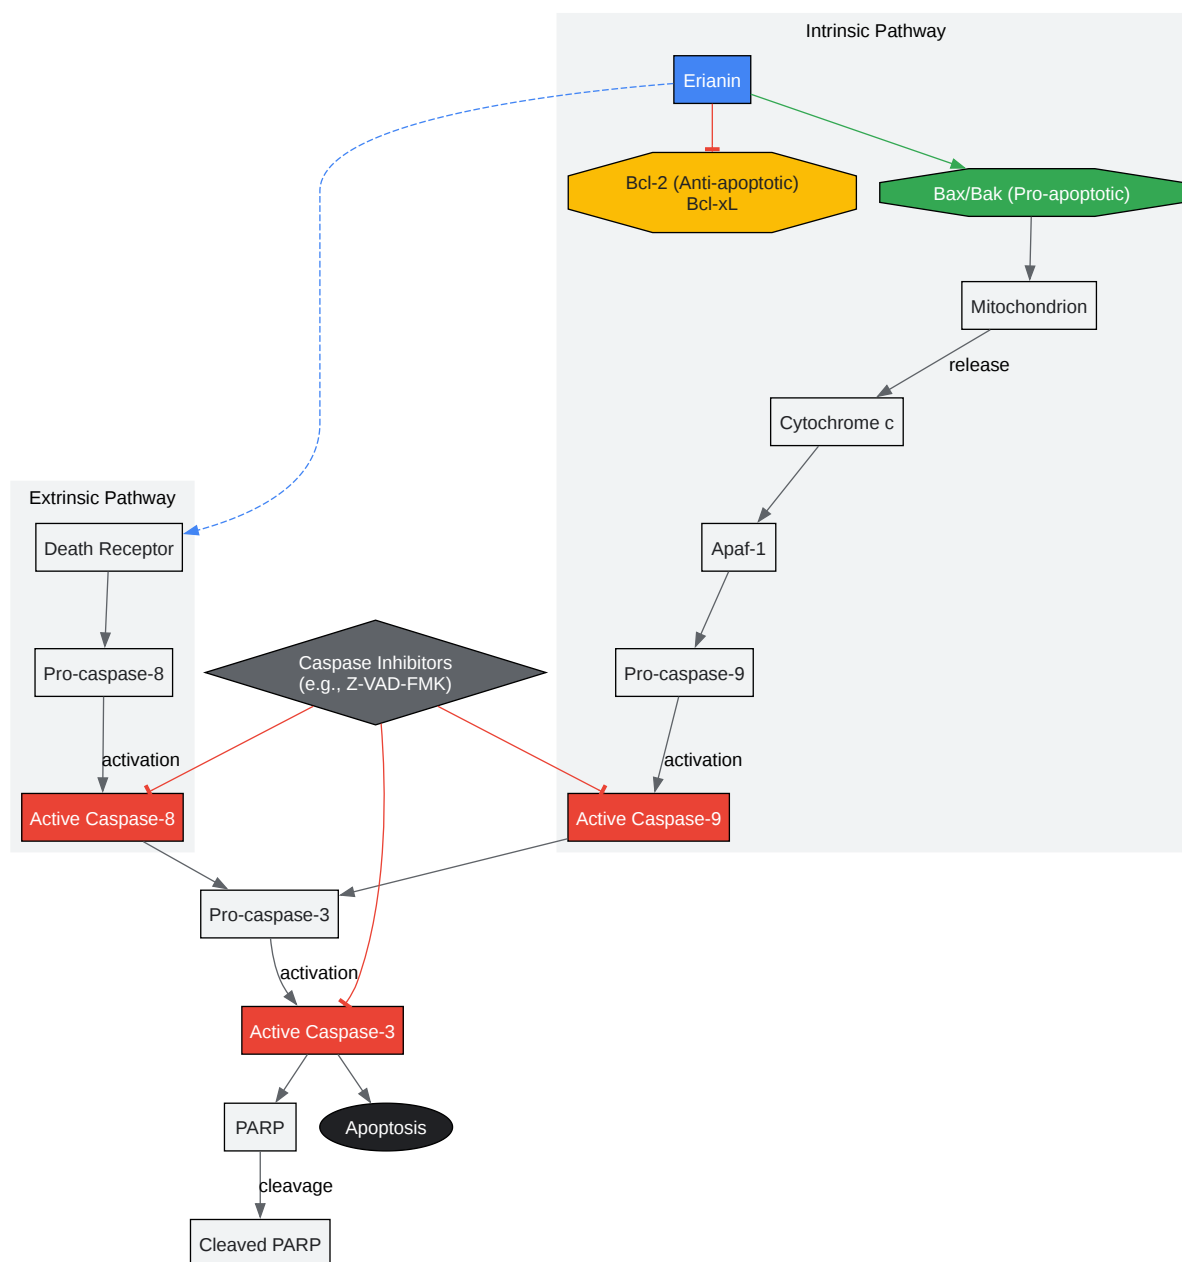 Intrinsic Pathway
Erianin
Bcl-2 (Anti-apoptotic)
Bcl-xL
Bax/Bak (Pro-apoptotic)
Mitochondrion
release
Cytochrome c
Extrinsic Pathway
Death Receptor
Apaf-1
Caspase Inhibitors
(e.g., Z-VAD-FMK)
Pro-caspase-8
Pro-caspase-9
activation
activation
Active Caspase-8
Active Caspase-9
Pro-caspase-3
activation
Active Caspase-3
PARP
Apoptosis
cleavage
Cleaved PARP